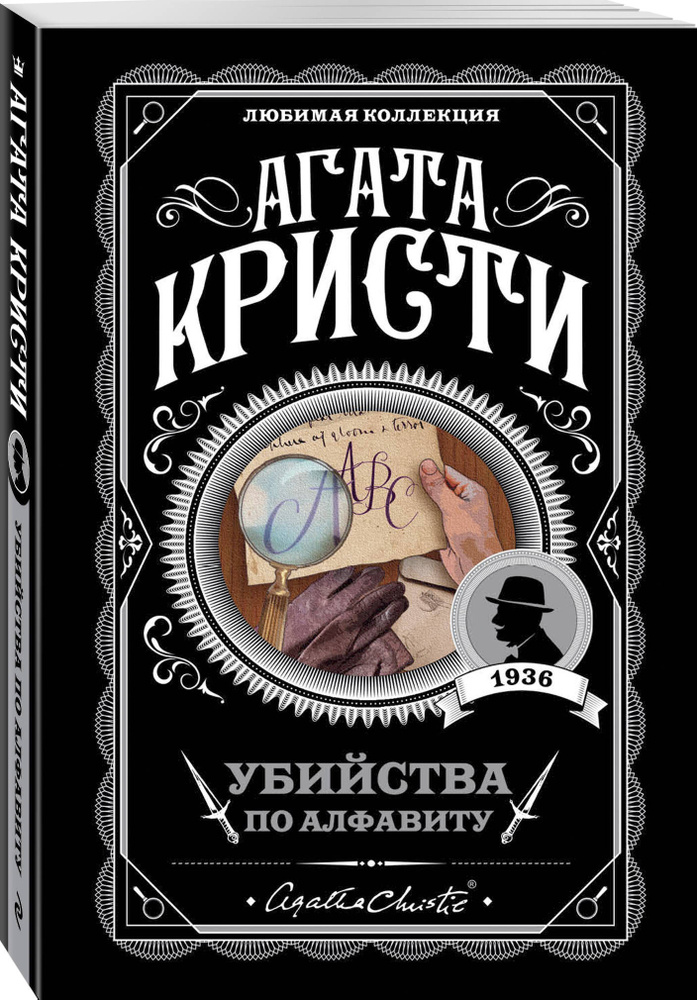 ЛЮБИМАЯ КОЛЛЕКЦИЯ
АГАТА
КРИСТИ
ABC
1936
УБИЙСТВА
ПО АЛФАВИТУ
Agatha Christie®
АГАТА КРИСТИ
УБИЙСТВА ПО АЛФАВИТУ